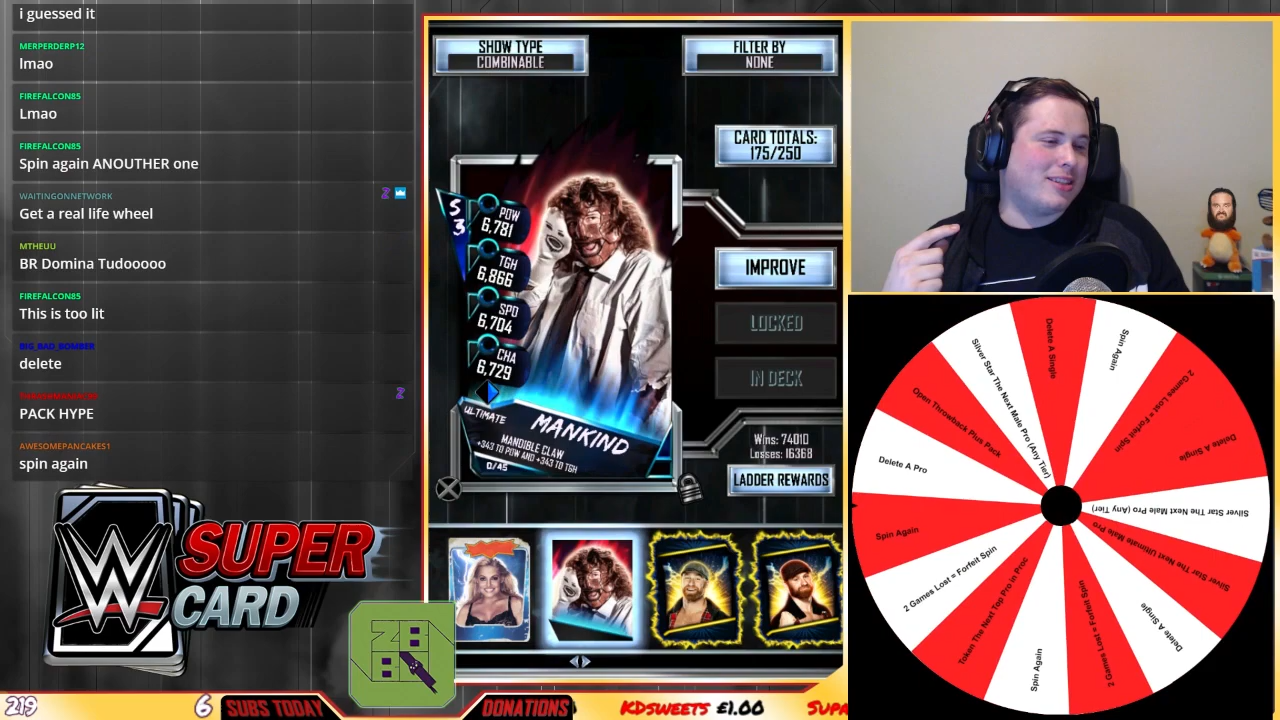 i guessed it
MERPERDERP12
lmao
FIREFALCON85
Lmao
FIREFALCON85
Spin again ANOUTHER one
WAITINGONNETWORK
Get a real life wheel
MTHEUU
BR Domina Tudooooo
FIREFALCON85
This is too lit
BIG_BAD_BOMBER
delete
PACK HYPE
AWESOMEPANCAKES1
spin again
W
SUPER
CARD
219
6
SUBS TODAY
DONATIONS
KDSWEETS £1.00
SUPA
SHOW TYPE
COMBINABLE
FILTER BY
NONE
CARD TOTALS:
175/250
IMPROVE
LOCKED
IN DECK
Wins: 74010
Losses: 16368
LADDER REWARDS
S
3
POW
6,781
TGH
6,866
SPD
6,704
CHA
6,729
ULTIMATE
MANKIND
MANDIBLE CLAW
+343 TO POW AND +343 TO TGH
0/45
Delete A Single
Spin Again
2 Games Lost = Forfeit Spin
Delete A Single
Silver Star The Next Male Pro (Any Tier)
Silver Star The Next Ultimate Male Pro
Delete A Single
2 Games Lost = Forfeit Spin
Spin Again
Token The Next Top Pro in Proc
2 Games Lost = Forfeit Spin
Spin Again
Delete A Pro
Open Throwback Plus Pack
Silver Star The Next Male Pro (Any Tier)